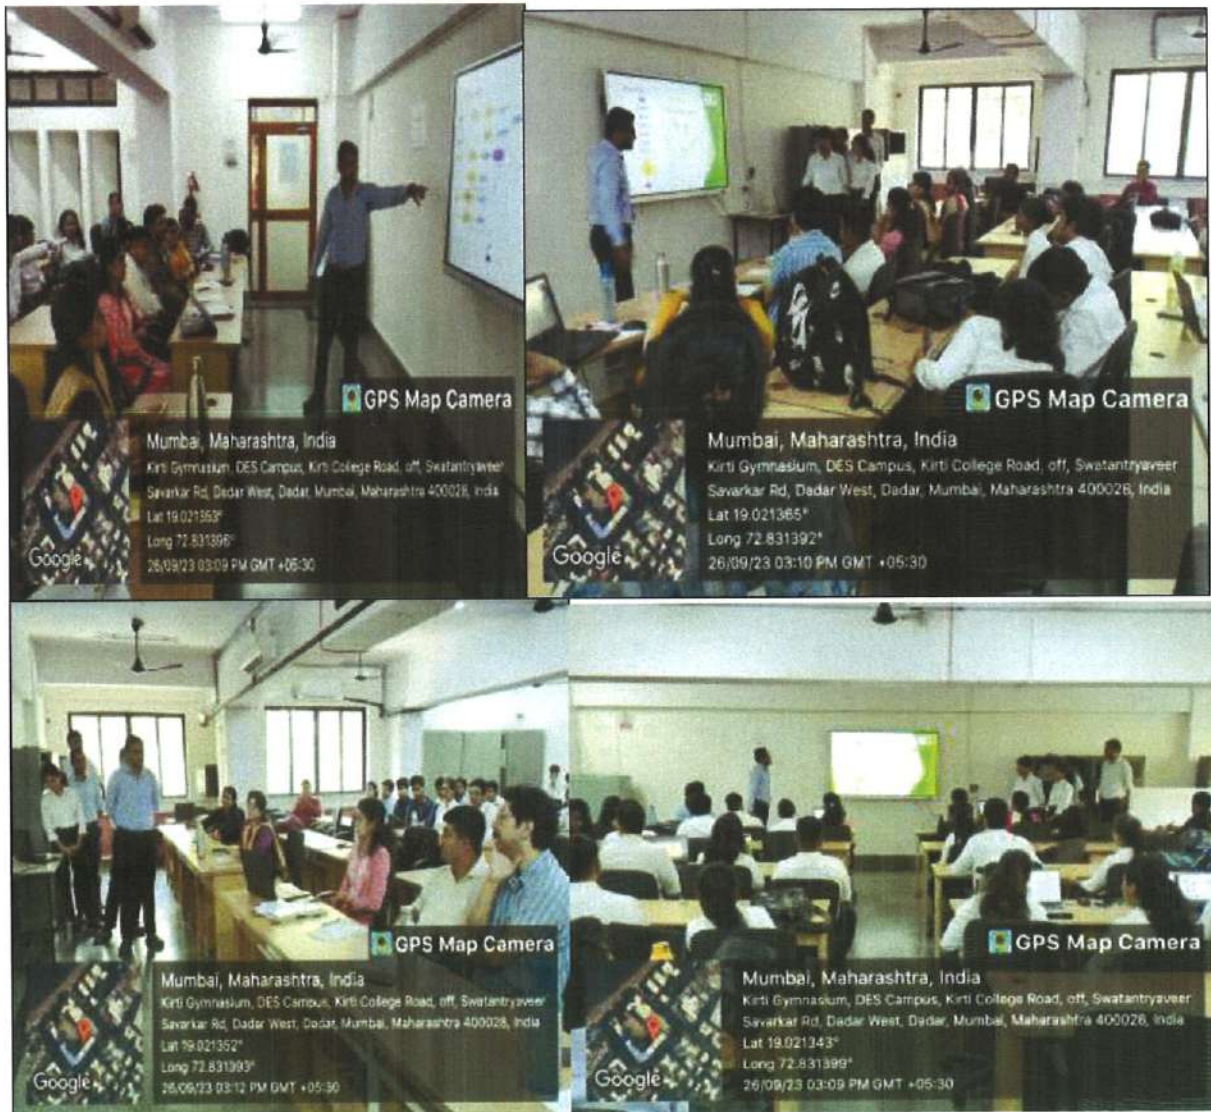 GPS Map Camera
Mumbai, Maharashtra, India
Kirti Gymnasium, DES Campus, Kirti College Road, off, Swatantryaveer
Savarkar Rd, Dadar West, Dadar, Mumbai, Maharashtra 400028, India
Lat 19.021353°
Long 72.831396°
26/09/23 03:09 PM GMT +05:30
Google
GPS Map Camera
Mumbai, Maharashtra, India
Kirti Gymnasium, DES Campus, Kirti College Road, off, Swatantryaveer
Savarkar Rd, Dadar West, Dadar, Mumbai, Maharashtra 400028, India
Lat 19.021365°
Long 72.831392°
26/09/23 03:10 PM GMT +05:30
Google
GPS Map Camera
Mumbai, Maharashtra, India
Kirti Gymnasium, DES Campus, Kirti College Road, off, Swatantryaveer
Savarkar Rd, Dadar West, Dadar, Mumbai, Maharashtra 400028, India
Lat 19.021352°
Long 72.831393°
26/09/23 03:12 PM GMT +05:30
Google
GPS Map Camera
Mumbai, Maharashtra, India
Kirti Gymnasium, DES Campus, Kirti College Road, off, Swatantryaveer
Savarkar Rd, Dadar West, Dadar, Mumbai, Maharashtra 400028, India
Lat 19.021343°
Long 72.831399°
26/09/23 03:09 PM GMT +05:30
Google